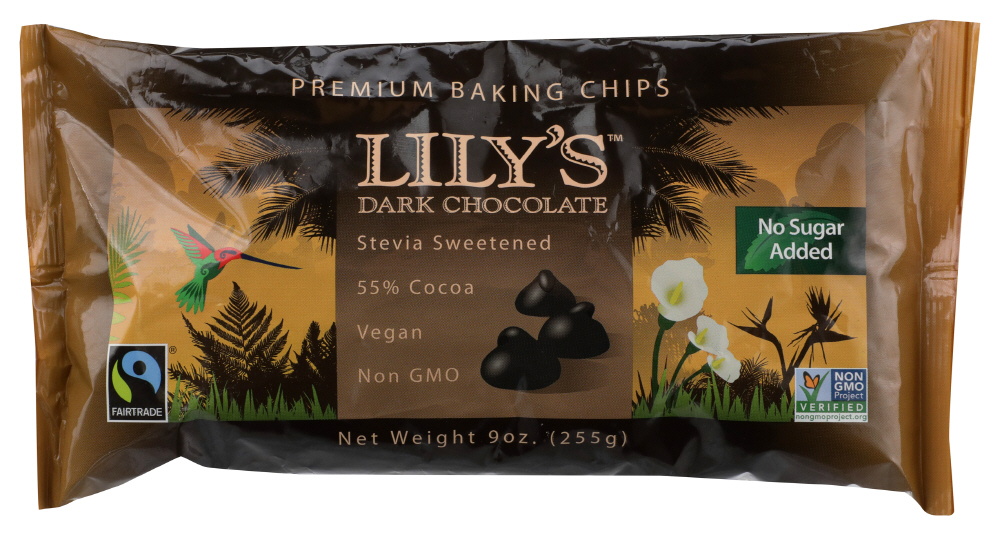 PREMIUM BAKING CHIPS
LILY'S™
DARK CHOCOLATE
Stevia Sweetened
55% Cocoa
Vegan
Non GMO
No Sugar
Added
®
FAIRTRADE
NON
GMO
Project
VERIFIED
nongmoproject.org
Net Weight 9oz. (255g)